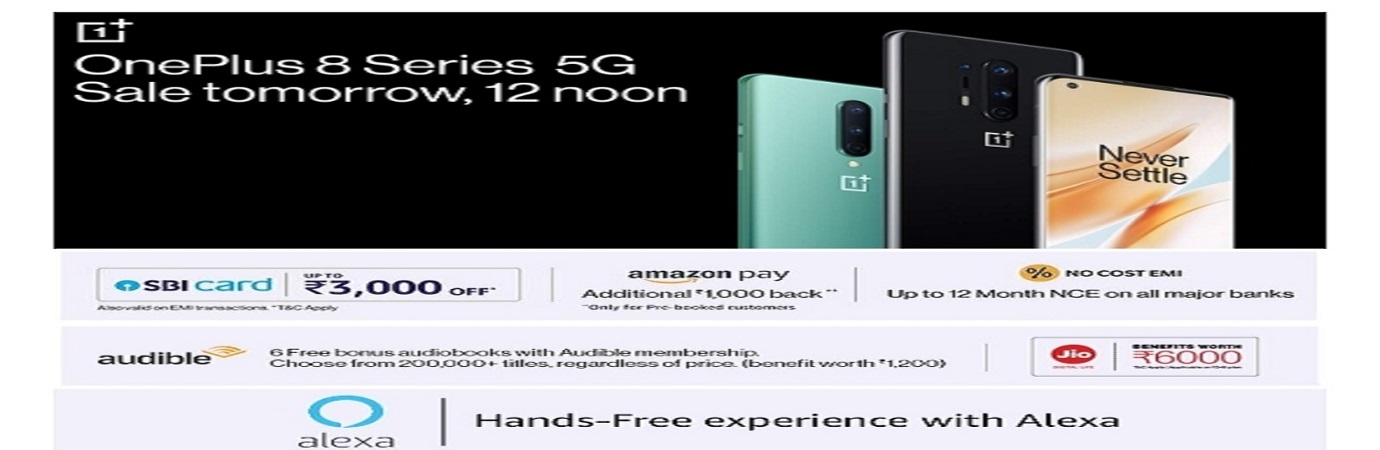 OnePlus 8 Series 5G
Sale tomorrow, 12 noon
Never
Settle
SBI card
UPTO
₹3,000 OFF*
Also valid on EMI transactions. *T&C Apply
amazon pay
Additional ₹1,000 back**
**Only for Pre-booked customers
% NO COST EMI
Up to 12 Month NCE on all major banks
audible
6 Free bonus audiobooks with Audible membership.
Choose from 200,000+ titles, regardless of price. (benefit worth ₹1,200)
Jio
DIGITAL LIFE
BENEFITS WORTH
₹6000
alexa
Hands-Free experience with Alexa